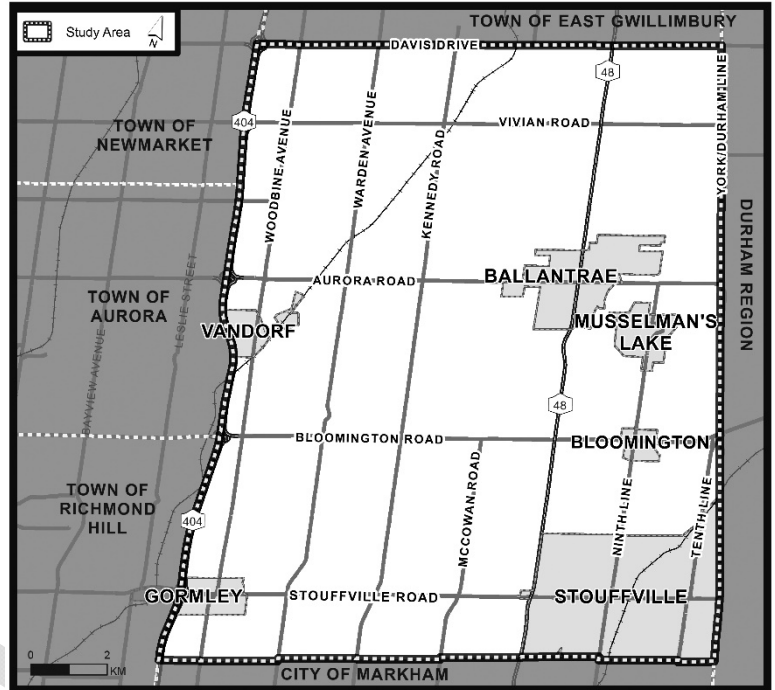 Study Area
N
TOWN OF EAST GWILLIMBURY
DAVIS DRIVE
48
404
VIVIAN ROAD
TOWN OF
NEWMARKET
WOODBINE AVENUE
WARDEN AVENUE
KENNEDY ROAD
YORK/DURHAM LINE
DURHAM REGION
AURORA ROAD
BALLANTRAE
TOWN OF
AURORA
LESLIE STREET
BAYVIEW AVENUE
VANDORF
MUSSELMAN'S
LAKE
48
BLOOMINGTON ROAD
BLOOMINGTON
TOWN OF
RICHMOND
HILL
404
MCCOWAN ROAD
NINTH LINE
TENTH LINE
GORMLEY
STOUFFVILLE ROAD
STOUFFVILLE
0 2
KM
CITY OF MARKHAM